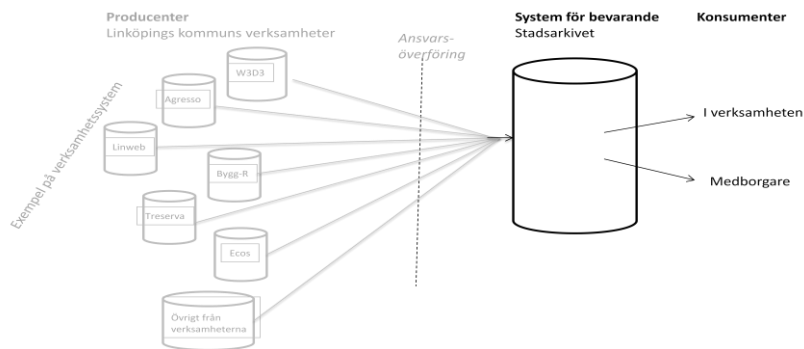 Producenter
Linköpings kommuns verksamheter
Ansvars-
överföring
System för bevarande
Stadsarkivet
Konsumenter
Exempel på verksamhetssystem
W3D3
Agresso
Linweb
Bygg-R
Treserva
Ecos
Övrigt från
verksamheterna
I verksamheten
Medborgare